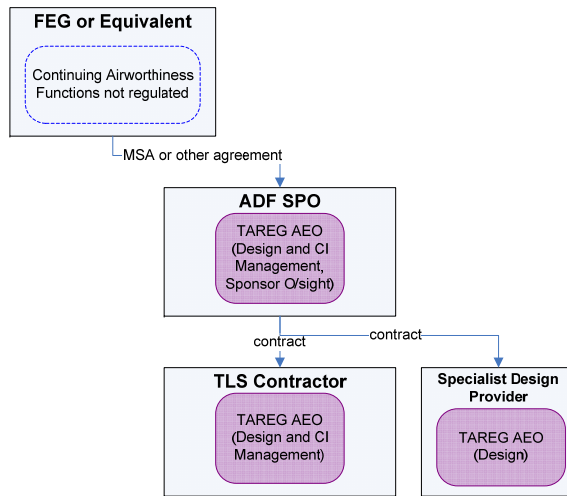 FEG or Equivalent
Continuing Airworthiness
Functions not regulated
MSA or other agreement
ADF SPO
TAREG AEO
(Design and CI
Management,
Sponsor O/sight)
contract
contract
TLS Contractor
TAREG AEO
(Design and CI
Management)
Specialist Design
Provider
TAREG AEO
(Design)